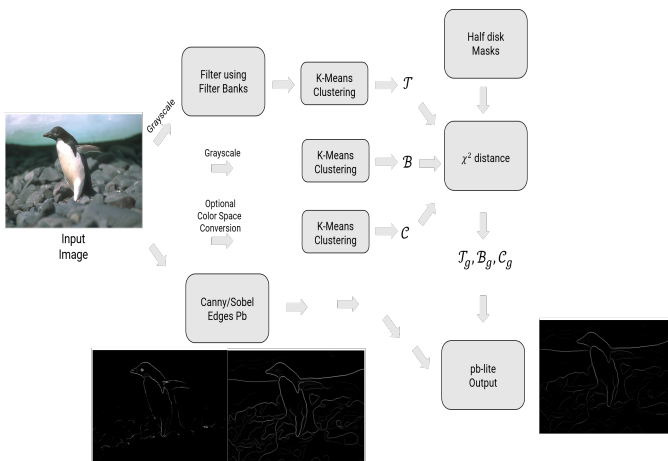 Half disk
Masks
Filter using
Filter Banks
K-Means
Clustering
𝒯
Grayscale
Grayscale
K-Means
Clustering
ℬ
χ² distance
Optional
Color Space
Conversion
K-Means
Clustering
𝒞
Input
Image
𝒯g, ℬg, 𝒞g
Canny/Sobel
Edges Pb
pb-lite
Output